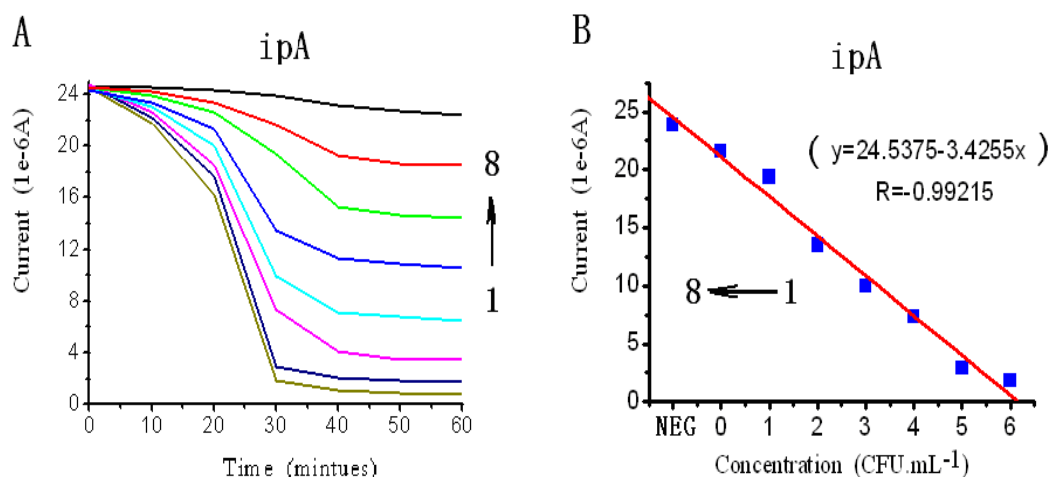 A
ipA
Current (1e-6A)
24
20
16
12
8
4
0
0 10 20 30 40 50 60
Time (mintues)
8
1
B
ipA
Current (1e-6A)
25
20
15
10
5
0
( y=24.5375-3.4255x )
R=-0.99215
8 1
NEG 0 1 2 3 4 5 6
Concentration (CFU.mL-1)